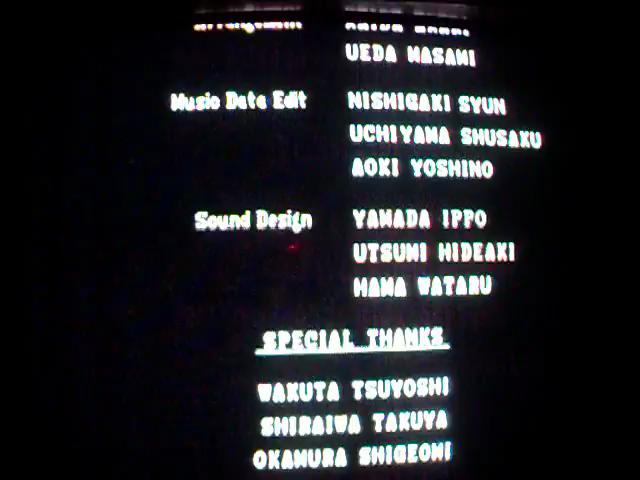 UEDA MASAMI
Music Data Edit NISHIGAKI SYUN
UCHIYAMA SHUSAKU
AOKI YOSHINO
Sound Design YAMADA IPPO
UTSUMI HIDEAKI
HAMA WATARU
SPECIAL THANKS
WAKUTA TSUYOSHI
SHIRAIWA TAKUYA
OKAMURA SHIGEOMI